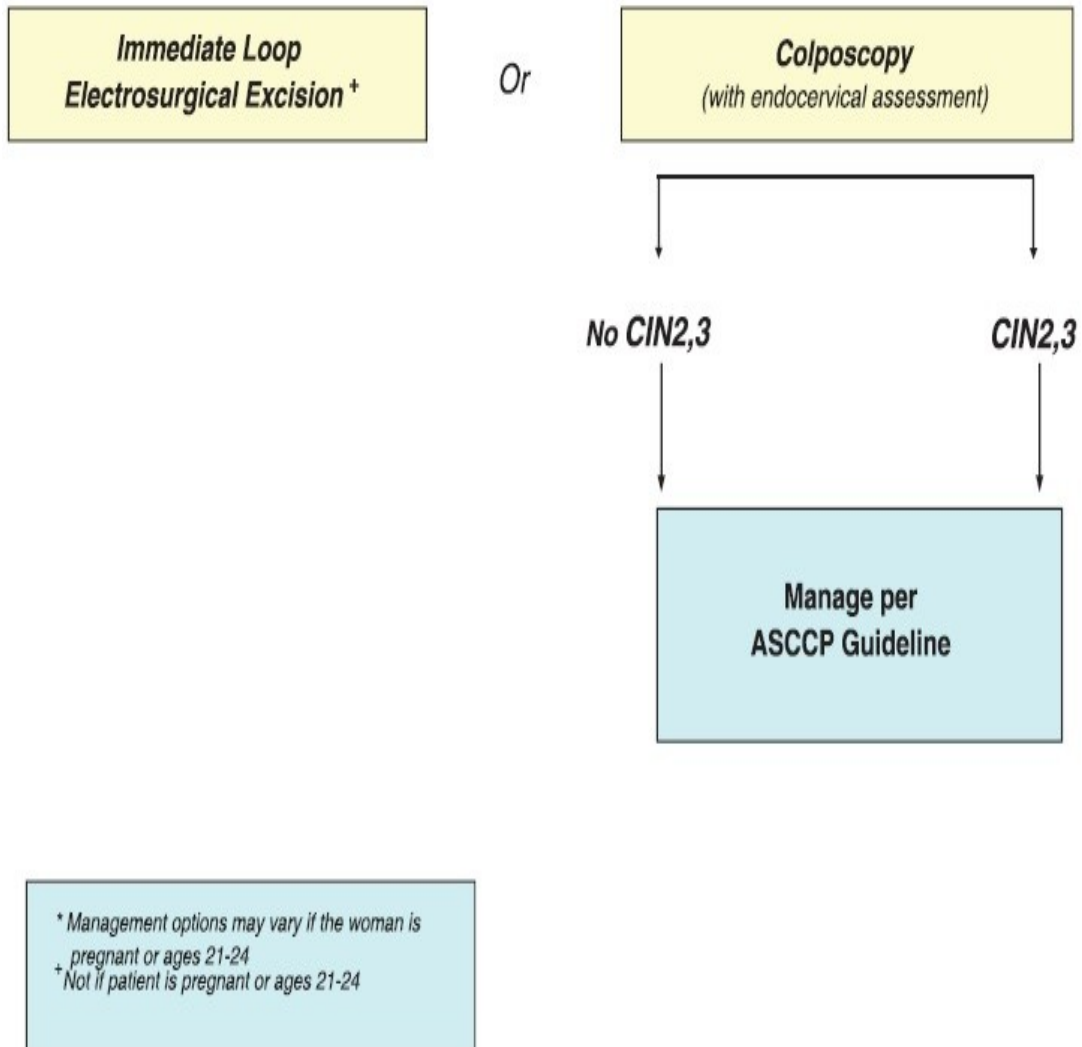 Immediate Loop
Electrosurgical Excision +
Or
Colposcopy
(with endocervical assessment)
No CIN2,3
CIN2,3
Manage per
ASCCP Guideline
* Management options may vary if the woman is
pregnant or ages 21-24
+ Not if patient is pregnant or ages 21-24